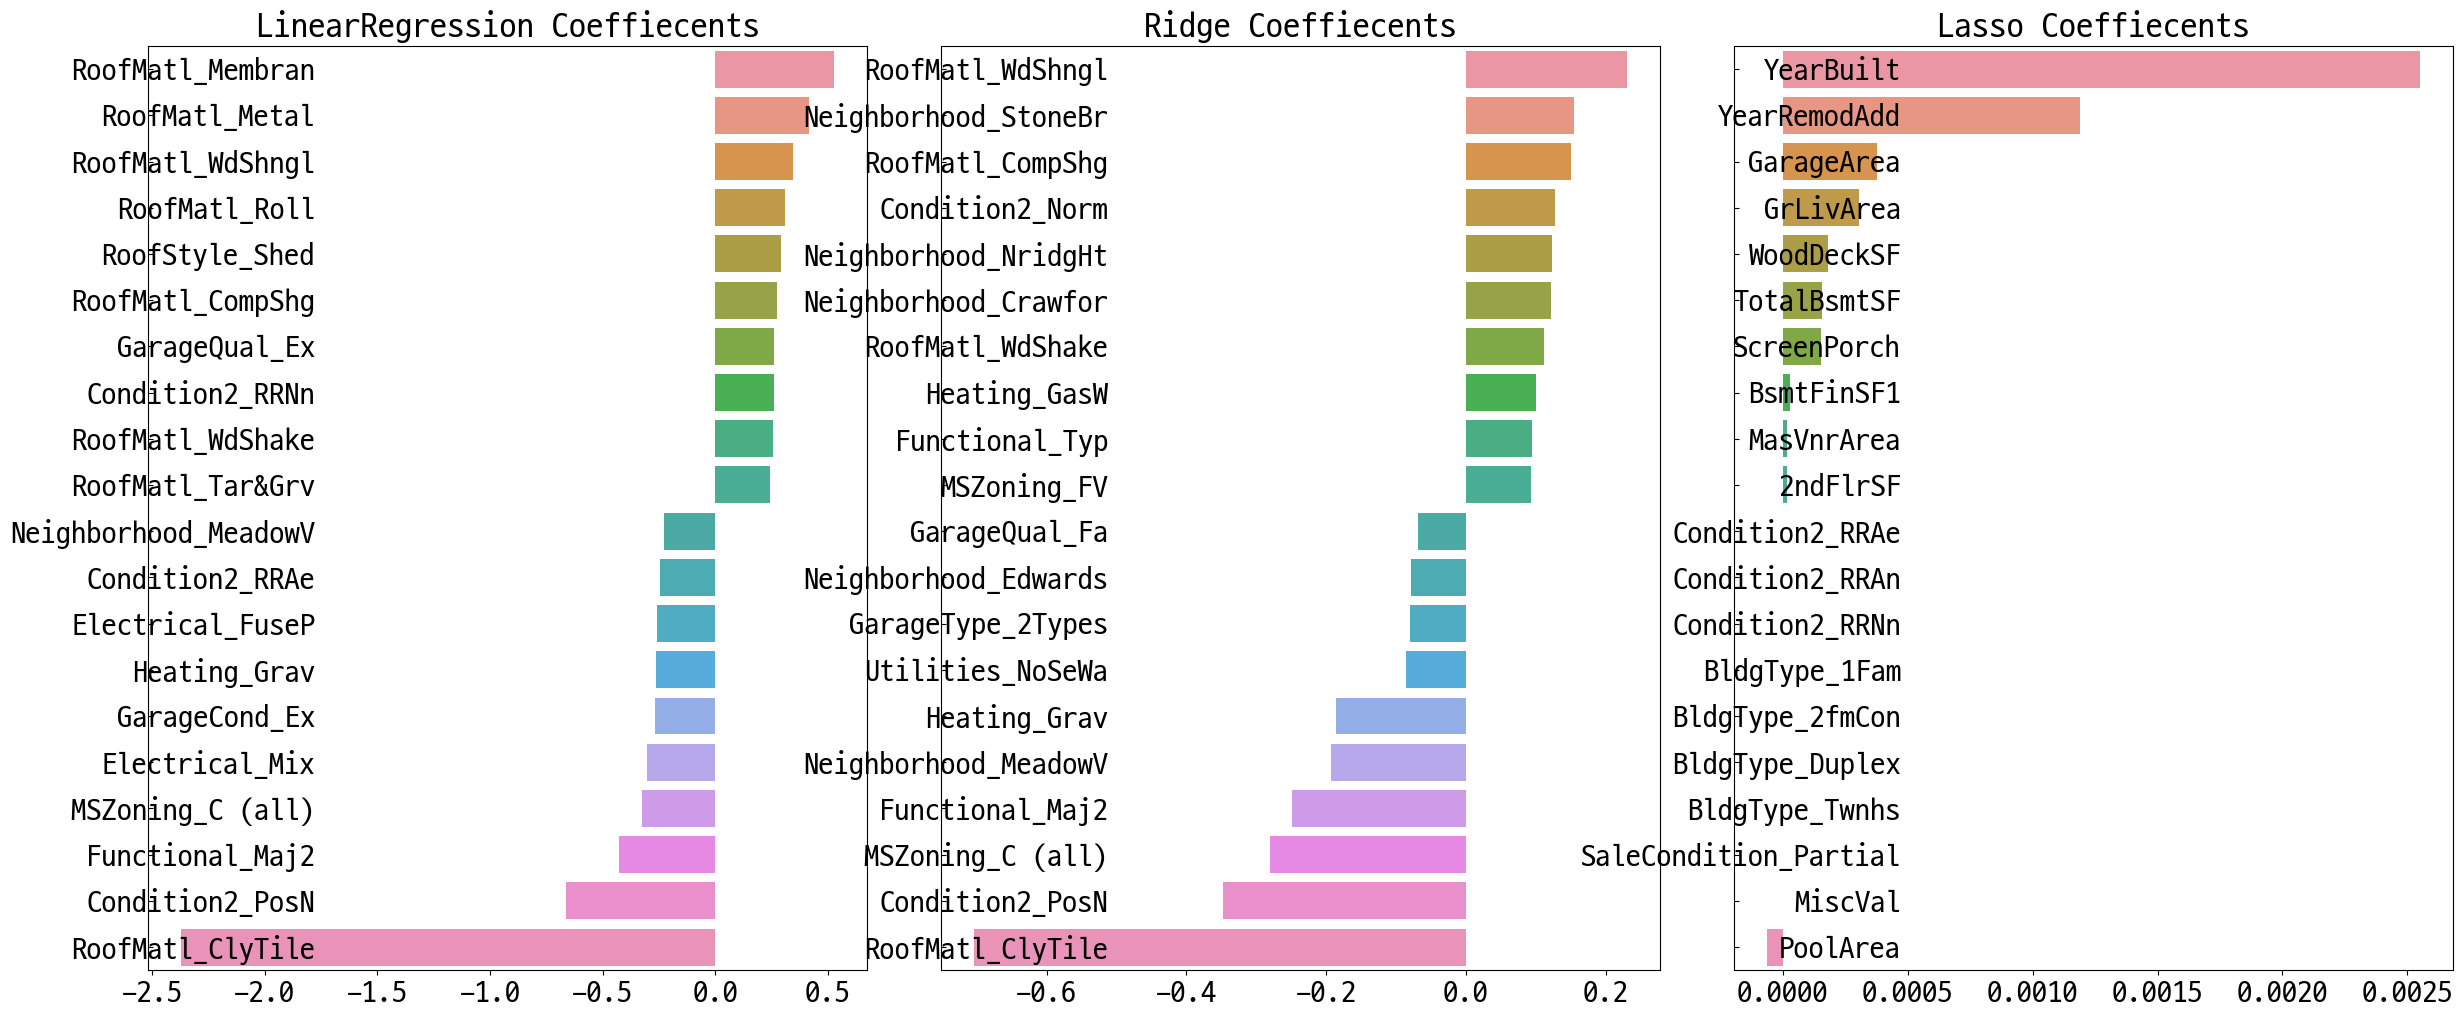 LinearRegression Coeffiecents
RoofMatl_Membran
RoofMatl_Metal
RoofMatl_WdShngl
RoofMatl_Roll
RoofStyle_Shed
RoofMatl_CompShg
GarageQual_Ex
Condition2_RRNn
RoofMatl_WdShake
RoofMatl_Tar&Grv
Neighborhood_MeadowV
Condition2_RRAe
Electrical_FuseP
Heating_Grav
GarageCond_Ex
Electrical_Mix
MSZoning_C (all)
Functional_Maj2
Condition2_PosN
RoofMatl_ClyTile
−2.5 −2.0 −1.5 −1.0 −0.5 0.0 0.5
Ridge Coeffiecents
RoofMatl_WdShngl
Neighborhood_StoneBr
RoofMatl_CompShg
Condition2_Norm
Neighborhood_NridgHt
Neighborhood_Crawfor
RoofMatl_WdShake
Heating_GasW
Functional_Typ
MSZoning_FV
GarageQual_Fa
Neighborhood_Edwards
GarageType_2Types
Utilities_NoSeWa
Heating_Grav
Neighborhood_MeadowV
Functional_Maj2
MSZoning_C (all)
Condition2_PosN
RoofMatl_ClyTile
−0.6 −0.4 −0.2 0.0 0.2
Lasso Coeffiecents
YearBuilt
YearRemodAdd
GarageArea
GrLivArea
WoodDeckSF
TotalBsmtSF
ScreenPorch
BsmtFinSF1
MasVnrArea
2ndFlrSF
Condition2_RRAe
Condition2_RRAn
Condition2_RRNn
BldgType_1Fam
BldgType_2fmCon
BldgType_Duplex
BldgType_Twnhs
SaleCondition_Partial
MiscVal
PoolArea
0.0000 0.0005 0.0010 0.0015 0.0020 0.0025